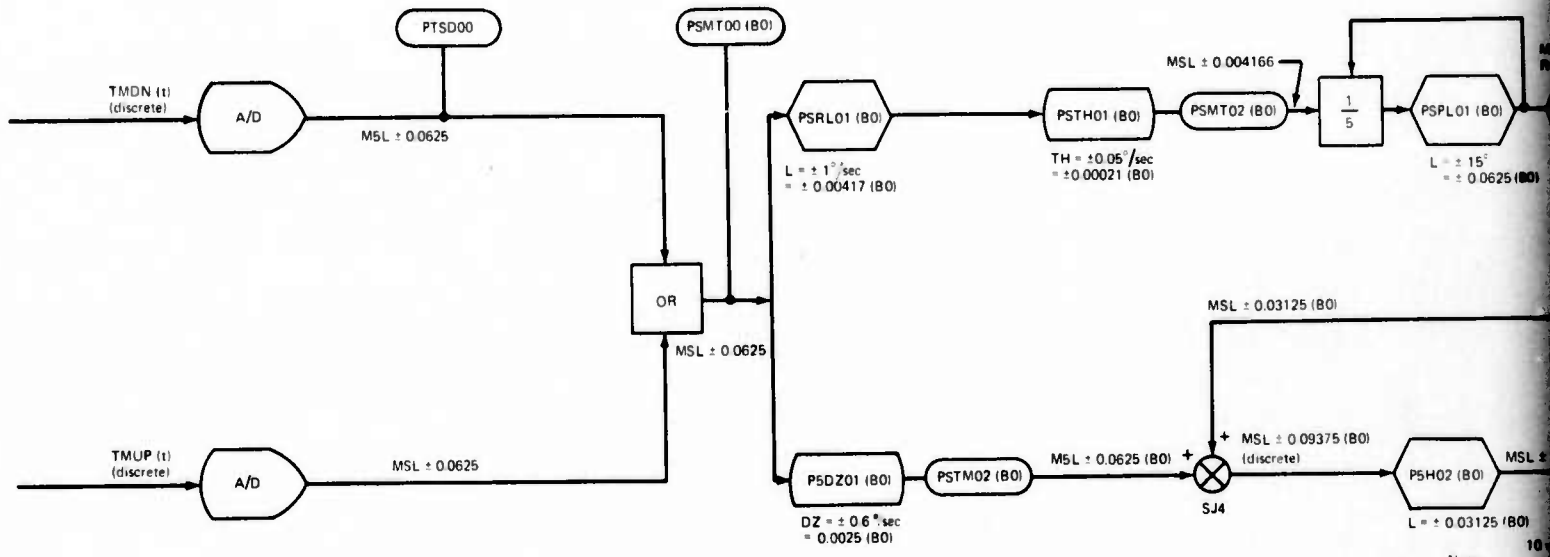 PTSD00
PSMT00 (B0)
TMDN (t)
(discrete)
A/D
M5L ± 0.0625
MSL ± 0.004166
PSRL01 (B0)
L = ± 1°/sec
= ± 0.00417 (B0)
PSTH01 (B0)
TH = ±0.05°/sec
= ±0.00021 (B0)
PSMT02 (B0)
1
5
PSPL01 (B0)
L = ± 15°
= ± 0.0625 (B0)
M
R
OR
MSL ± 0.0625
MSL ± 0.03125 (B0)
TMUP (t)
(discrete)
A/D
MSL ± 0.0625
P5DZ01 (B0)
DZ = ± 0.6°/sec
= 0.0025 (B0)
PSTM02 (B0)
M5L ± 0.0625 (B0)
+
+
SJ4
MSL ± 0.09375 (B0)
(discrete)
P5H02 (B0)
L = ± 0.03125 (B0)
MSL ±
10